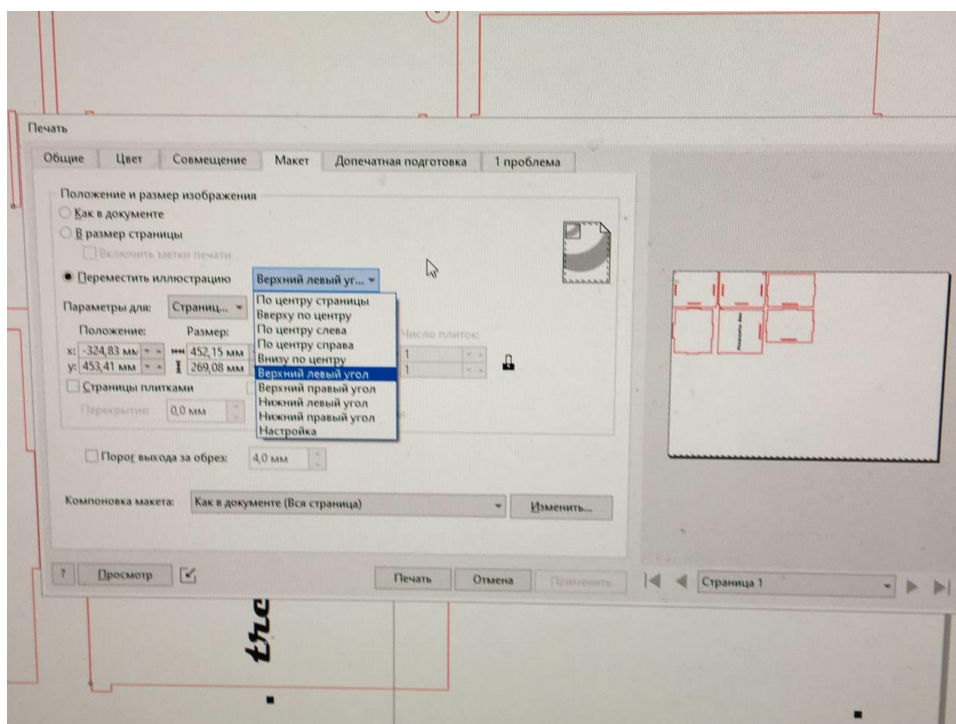 Печать
Общие Цвет Совмещение Макет Допечатная подготовка 1 проблема
Положение и размер изображения
Как в документе
В размер страницы
Включить метки печати
Переместить иллюстрацию Верхний левый уг...
По центру страницы
Вверху по центру
По центру слева
По центру справа
Внизу по центру
Верхний левый угол
Верхний правый угол
Нижний левый угол
Нижний правый угол
Настройка
Параметры для: Страниц...
Положение: Размер: Число плиток:
x: -324,83 мм 452,15 мм 1
y: 453,41 мм 269,08 мм 1
Страницы плитками
Перекрытие: 0,0 мм
Порог выхода за обрез: 4,0 мм
Компоновка макета: Как в документе (Вся страница) Изменить...
? Просмотр Печать Отмена Применить Страница 1
tre